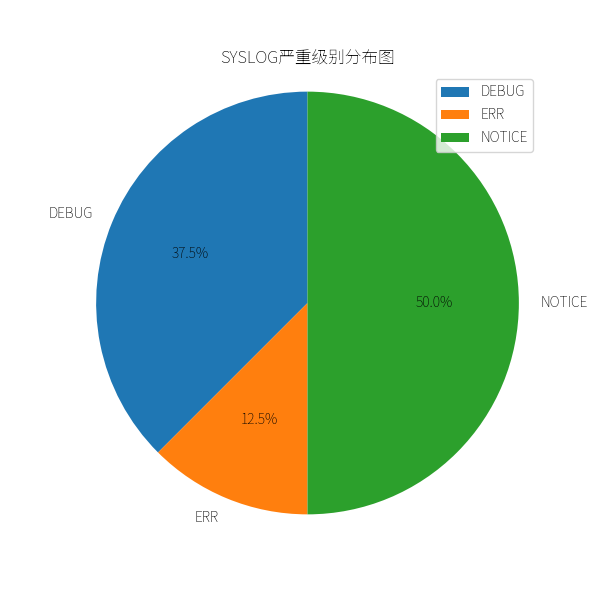 SYSLOG严重级别分布图
DEBUG
ERR
NOTICE
DEBUG
37.5%
50.0%
NOTICE
12.5%
ERR